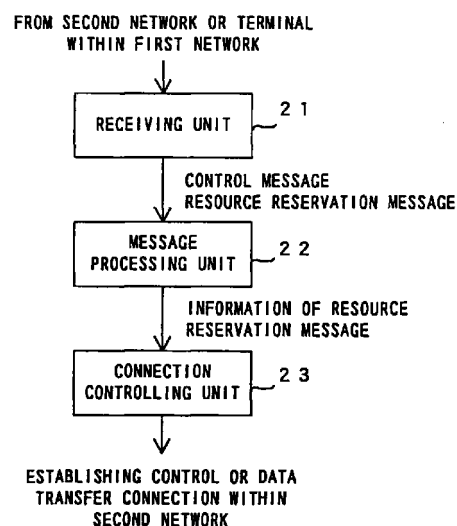 FROM SECOND NETWORK OR TERMINAL
WITHIN FIRST NETWORK
RECEIVING UNIT
21
CONTROL MESSAGE
RESOURCE RESERVATION MESSAGE
MESSAGE
PROCESSING UNIT
22
INFORMATION OF RESOURCE
RESERVATION MESSAGE
CONNECTION
CONTROLLING UNIT
23
ESTABLISHING CONTROL OR DATA
TRANSFER CONNECTION WITHIN
SECOND NETWORK